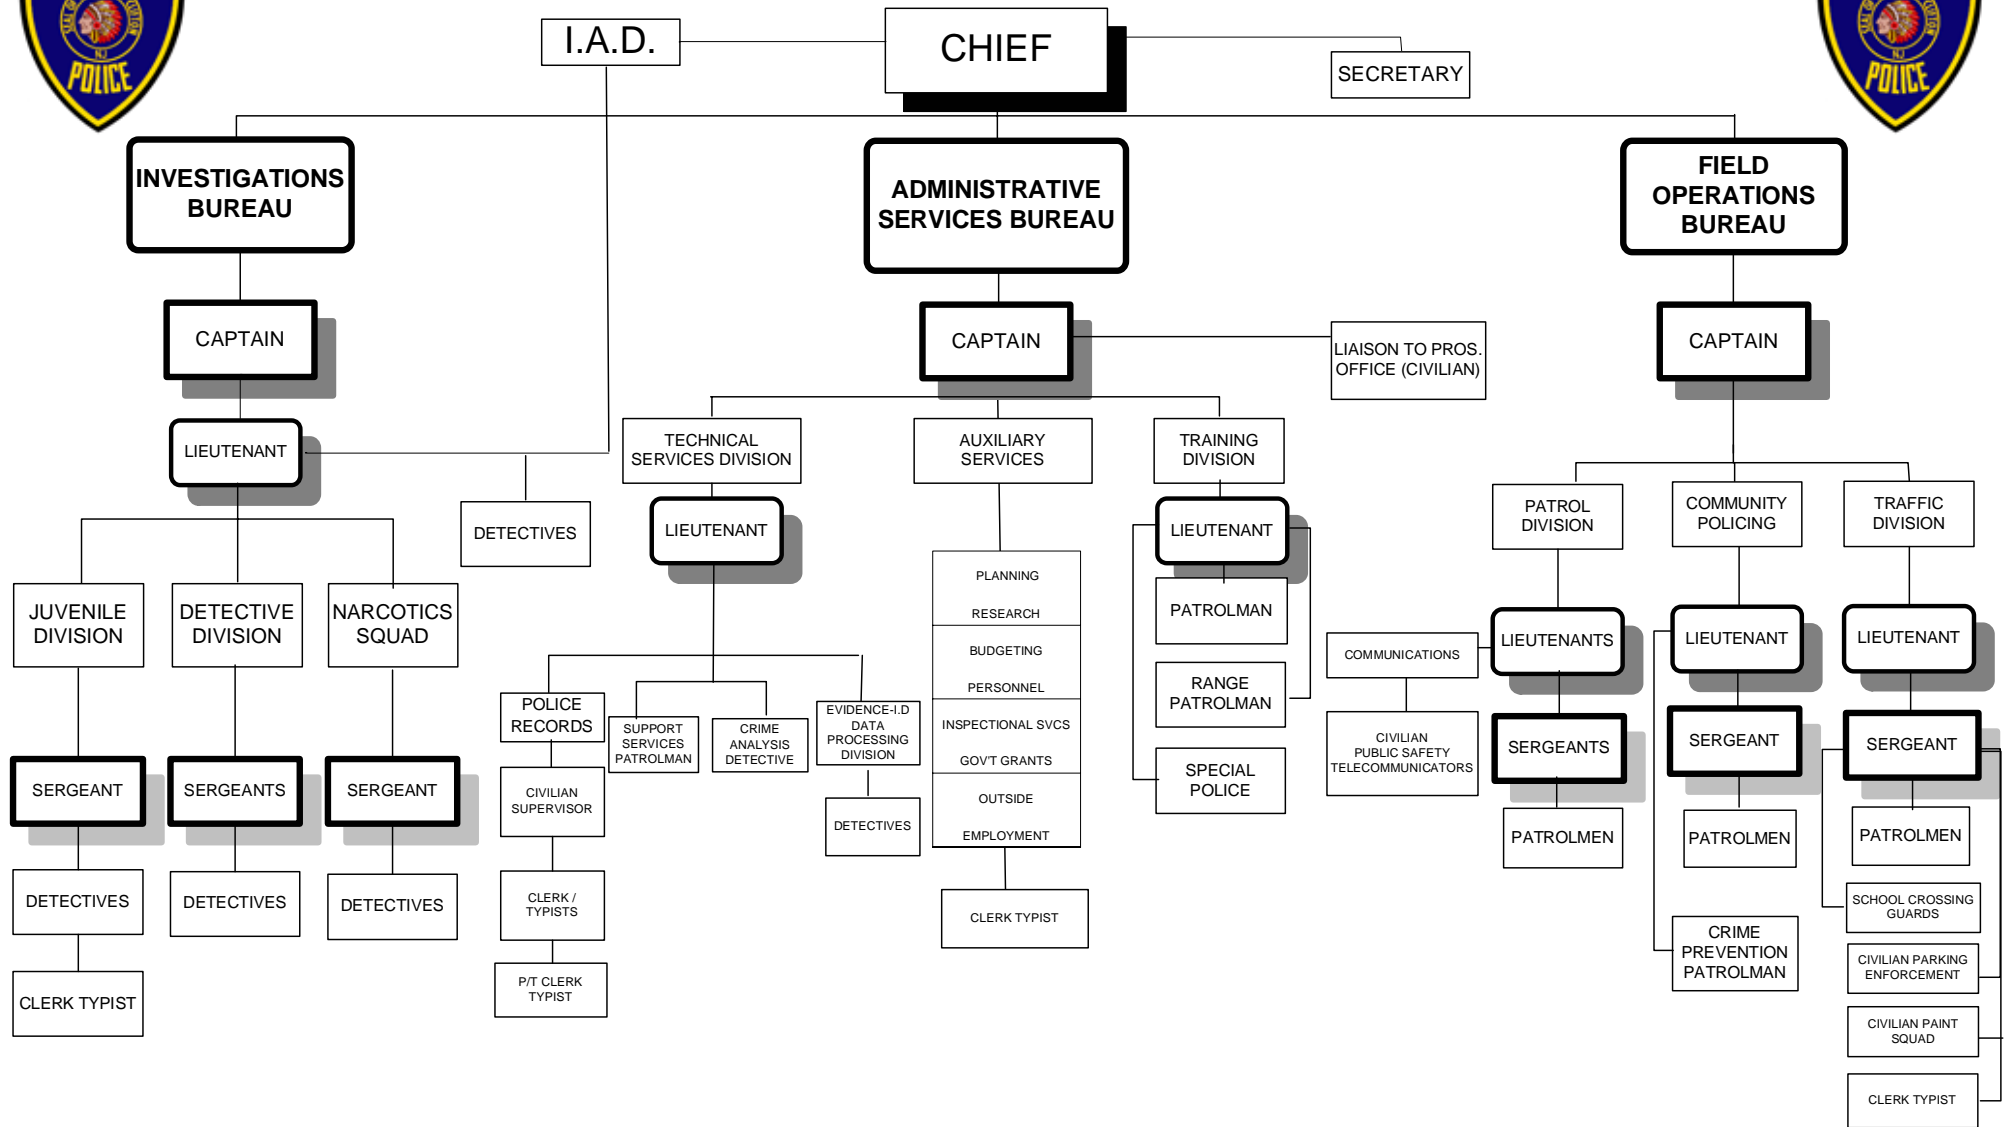 POLICE
NJ
I.A.D.
CHIEF
SECRETARY
POLICE
NJ
INVESTIGATIONS
BUREAU
ADMINISTRATIVE
SERVICES BUREAU
FIELD
OPERATIONS
BUREAU
CAPTAIN
CAPTAIN
LIAISON TO PROS.
OFFICE (CIVILIAN)
CAPTAIN
LIEUTENANT
DETECTIVES
TECHNICAL
SERVICES DIVISION
AUXILIARY
SERVICES
TRAINING
DIVISION
PATROL
DIVISION
COMMUNITY
POLICING
TRAFFIC
DIVISION
LIEUTENANT
LIEUTENANT
JUVENILE
DIVISION
DETECTIVE
DIVISION
NARCOTICS
SQUAD
PLANNING
RESEARCH
BUDGETING
PERSONNEL
INSPECTIONAL SVCS
GOV'T GRANTS
OUTSIDE
EMPLOYMENT
CLERK TYPIST
PATROLMAN
RANGE
PATROLMAN
SPECIAL
POLICE
COMMUNICATIONS
CIVILIAN
PUBLIC SAFETY
TELECOMMUNICATORS
LIEUTENANTS
LIEUTENANT
LIEUTENANT
SERGEANTS
SERGEANT
SERGEANT
PATROLMEN
PATROLMEN
PATROLMEN
POLICE
RECORDS
SUPPORT
SERVICES
PATROLMAN
CRIME
ANALYSIS
DETECTIVE
EVIDENCE-I.D
DATA
PROCESSING
DIVISION
SERGEANT
SERGEANTS
SERGEANT
CIVILIAN
SUPERVISOR
DETECTIVES
DETECTIVES
DETECTIVES
DETECTIVES
CLERK /
TYPISTS
CLERK TYPIST
P/T CLERK
TYPIST
CRIME
PREVENTION
PATROLMAN
SCHOOL CROSSING
GUARDS
CIVILIAN PARKING
ENFORCEMENT
CIVILIAN PAINT
SQUAD
CLERK TYPIST